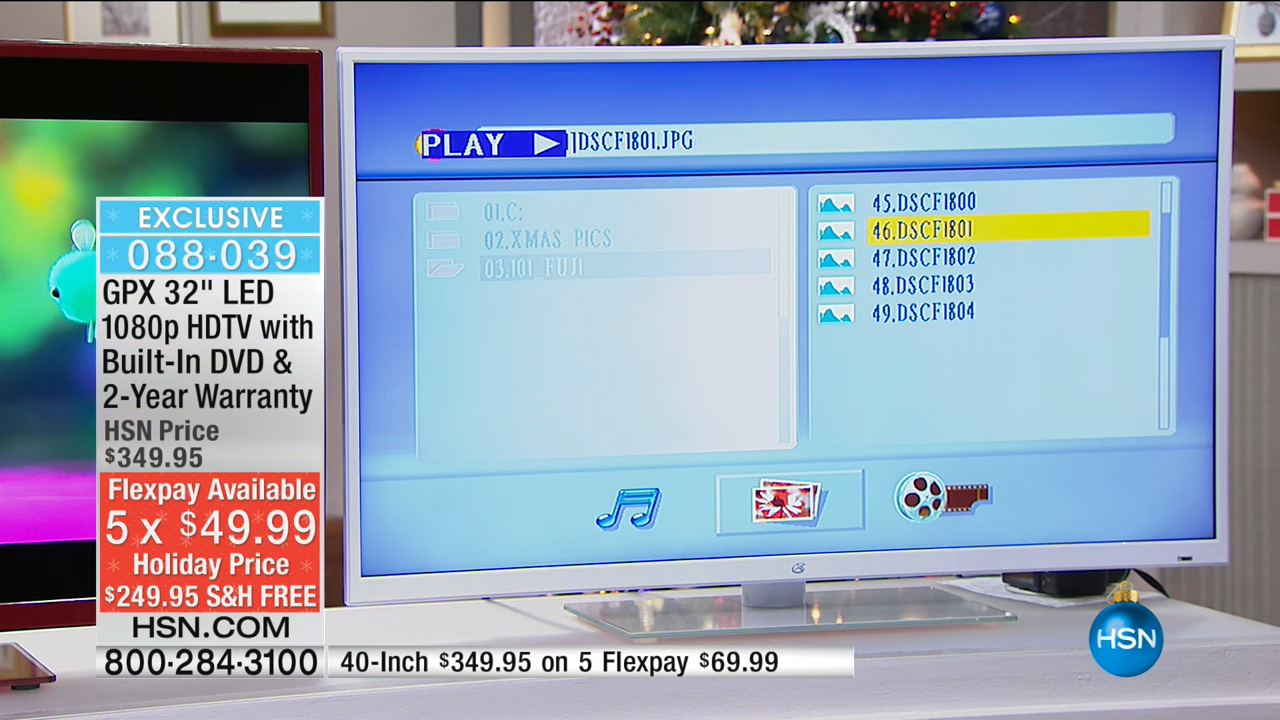 EXCLUSIVE
088-039
GPX 32" LED
1080p HDTV with
Built-In DVD &
2-Year Warranty
HSN Price
$349.95
Flexpay Available
5 x $49.99
Holiday Price
$249.95 S&H FREE
HSN.COM
800·284·3100
40-Inch $349.95 on 5 Flexpay $69.99
PLAY ]DSCF1801.JPG
01.C:
02.XMAS PICS
03.101_FUJI
45.DSCF1800
46.DSCF1801
47.DSCF1802
48.DSCF1803
49.DSCF1804
HSN